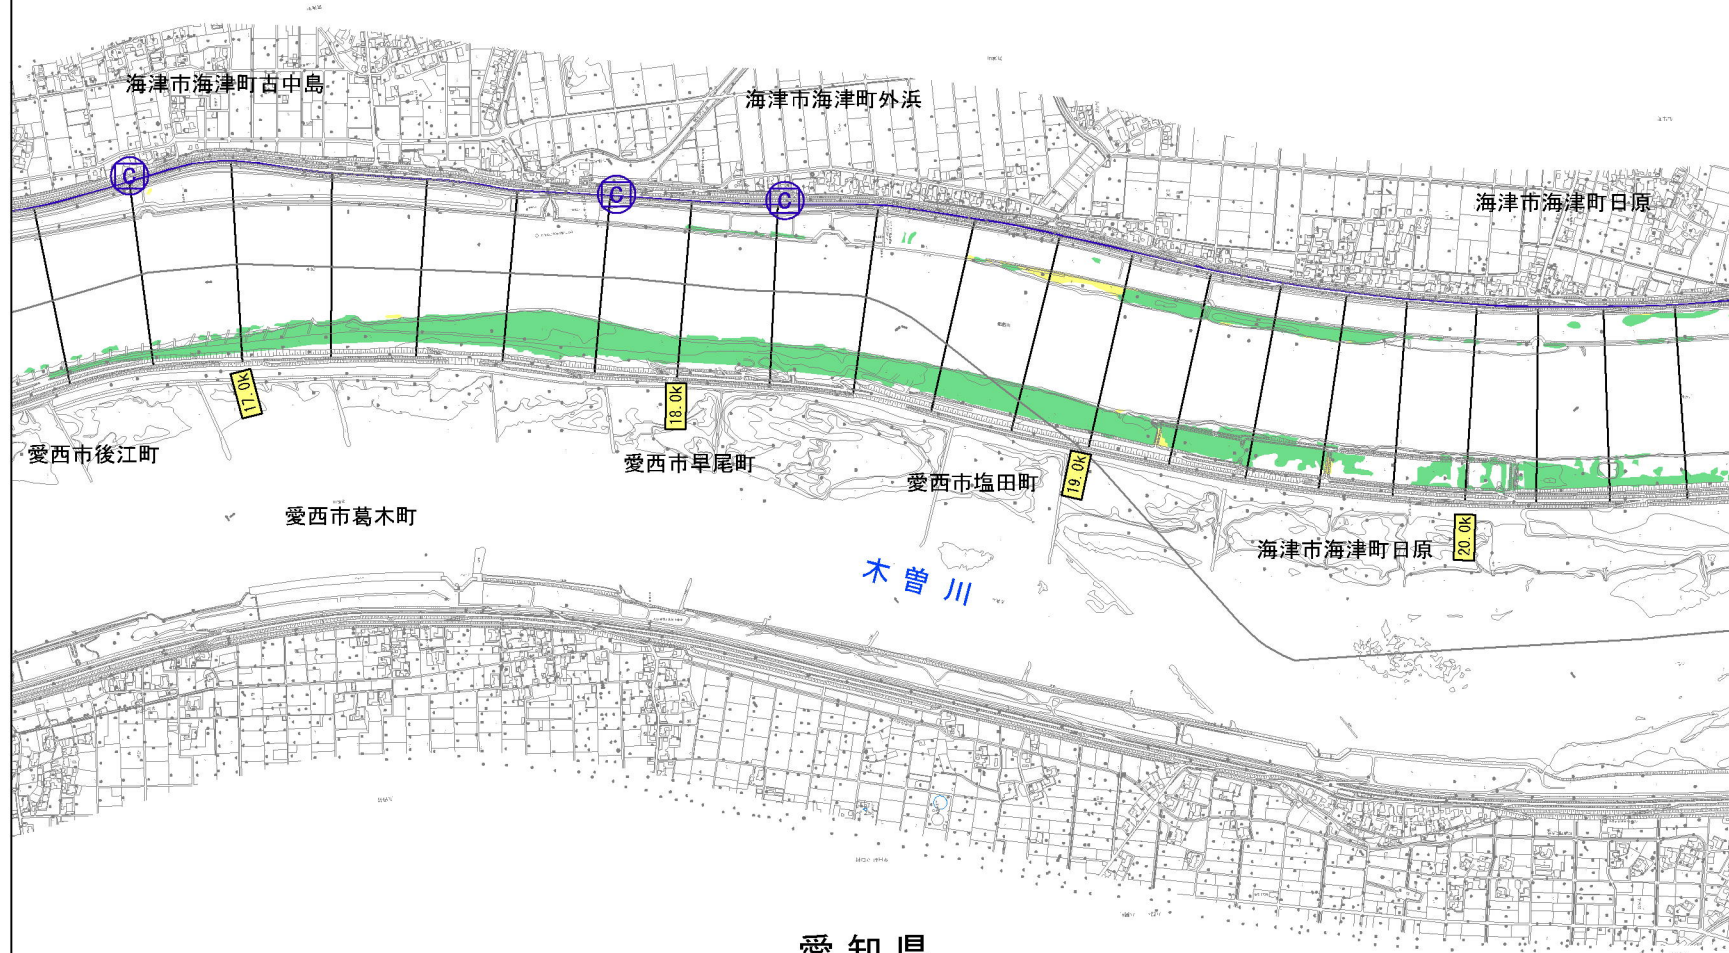 海津市海津町古中島
海津市海津町外浜
海津市海津町日原
C
C
C
17.0k
18.0k
19.0k
20.0k
愛西市後江町
愛西市早尾町
愛西市塩田町
愛西市葛木町
海津市海津町日原
木曽川
愛知県